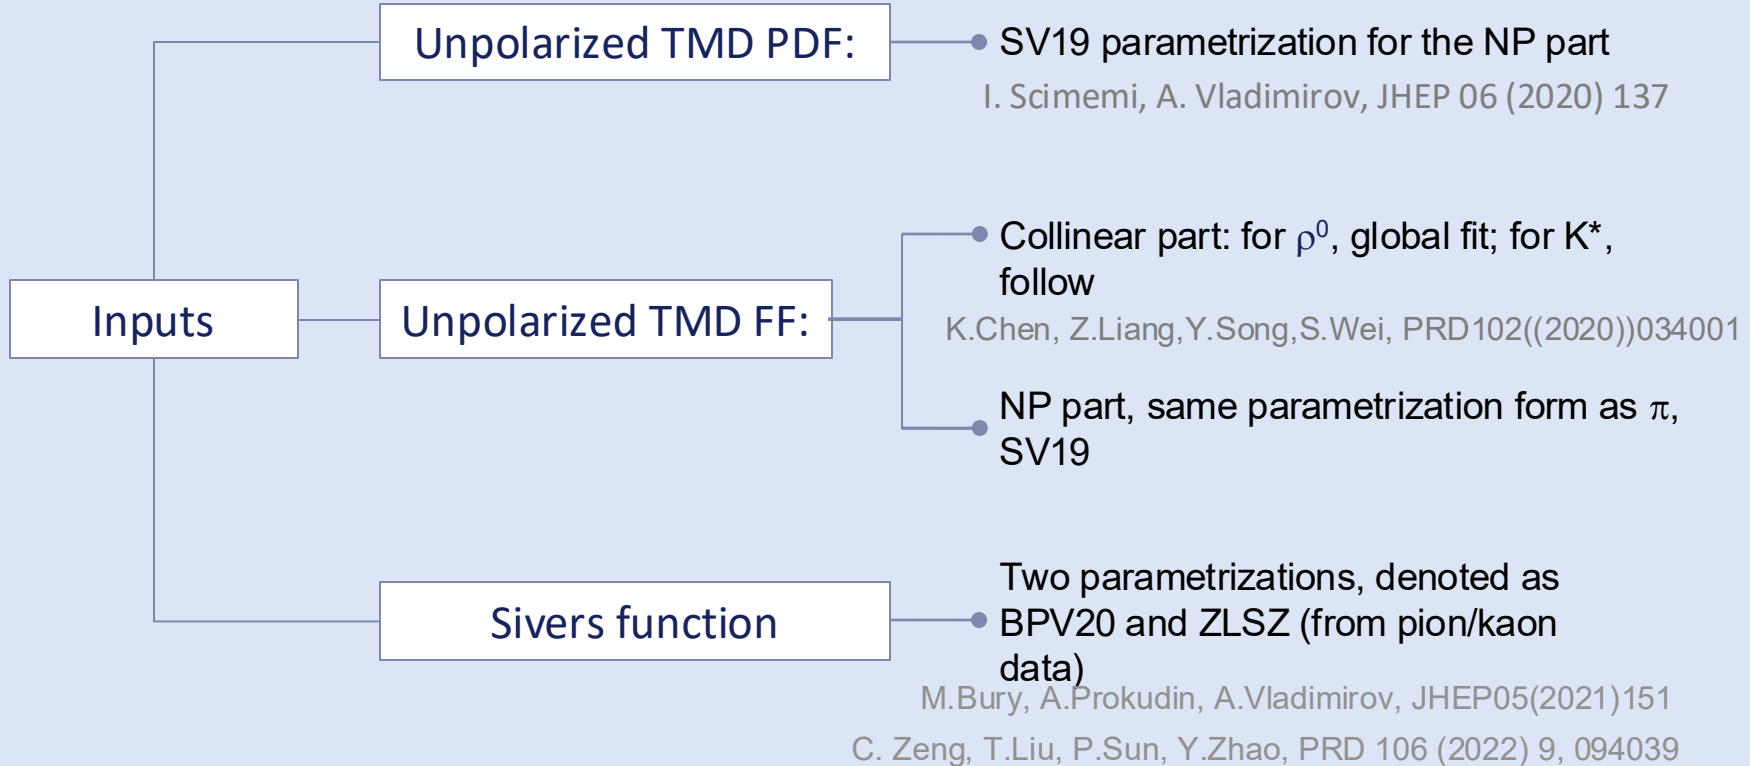 Inputs
Unpolarized TMD PDF:
SV19 parametrization for the NP part
I. Scimemi, A. Vladimirov, JHEP 06 (2020) 137
Unpolarized TMD FF:
Collinear part: for ρ⁰, global fit; for K*,
follow
K.Chen, Z.Liang,Y.Song,S.Wei, PRD102((2020))034001
NP part, same parametrization form as π,
SV19
Sivers function
Two parametrizations, denoted as
BPV20 and ZLSZ (from pion/kaon
data)
M.Bury, A.Prokudin, A.Vladimirov, JHEP05(2021)151
C. Zeng, T.Liu, P.Sun, Y.Zhao, PRD 106 (2022) 9, 094039